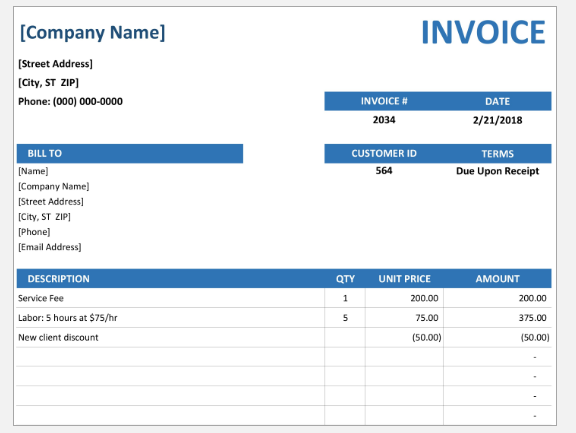 [Company Name]
INVOICE
[Street Address]
[City, ST ZIP]
Phone: (000) 000-0000
INVOICE # DATE
2034 2/21/2018
BILL TO CUSTOMER ID TERMS
[Name] 564 Due Upon Receipt
[Company Name]
[Street Address]
[City, ST ZIP]
[Phone]
[Email Address]
DESCRIPTION QTY UNIT PRICE AMOUNT
Service Fee 1 200.00 200.00
Labor: 5 hours at $75/hr 5 75.00 375.00
New client discount (50.00) (50.00)
-
-
-
-